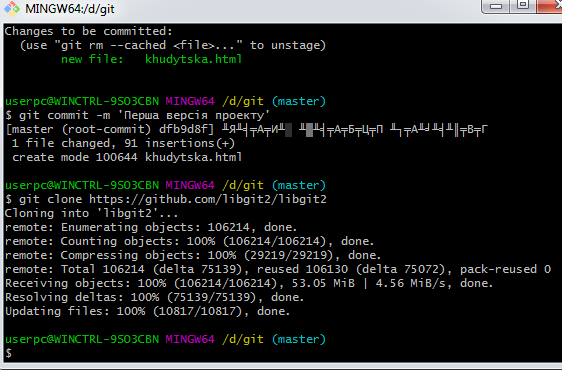 MINGW64:/d/git
Changes to be committed:
(use "git rm --cached <file>..." to unstage)
new file: khudytska.html
userpc@WINCTRL-9SO3CBN MINGW64 /d/git (master)
$ git commit -m 'Перша версія проекту'
[master (root-commit) dfb9d8f]
1 file changed, 91 insertions(+)
create mode 100644 khudytska.html
userpc@WINCTRL-9SO3CBN MINGW64 /d/git (master)
$ git clone https://github.com/libgit2/libgit2
Cloning into 'libgit2'...
remote: Enumerating objects: 106214, done.
remote: Counting objects: 100% (106214/106214), done.
remote: Compressing objects: 100% (29219/29219), done.
remote: Total 106214 (delta 75139), reused 106130 (delta 75072), pack-reused 0
Receiving objects: 100% (106214/106214), 53.05 MiB | 4.56 MiB/s, done.
Resolving deltas: 100% (75139/75139), done.
Updating files: 100% (10817/10817), done.
userpc@WINCTRL-9SO3CBN MINGW64 /d/git (master)
$